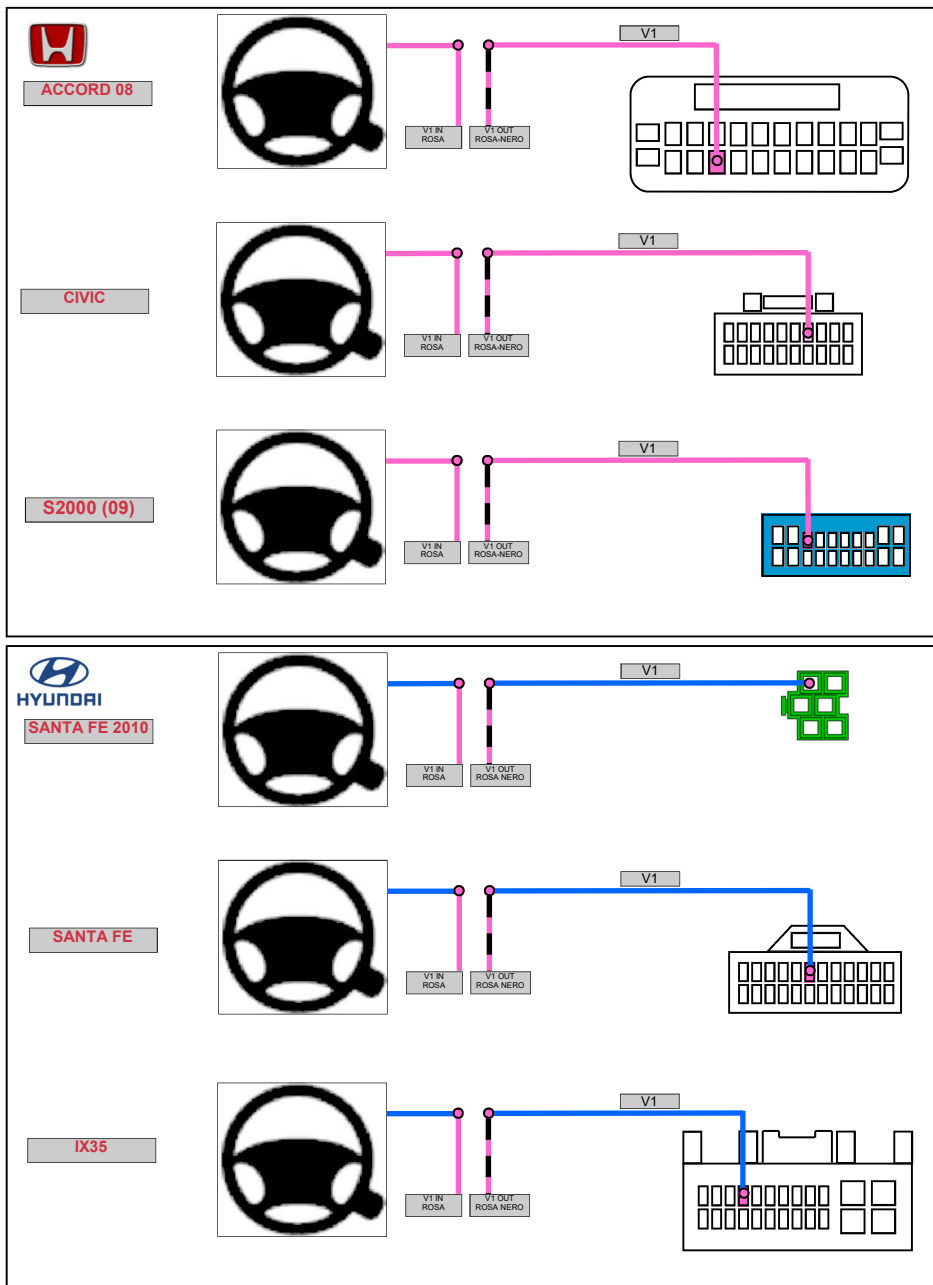 V1
ACCORD 08
V1 IN
ROSA
V1 OUT
ROSA-NERO
V1
CIVIC
V1 IN
ROSA
V1 OUT
ROSA-NERO
V1
S2000 (09)
V1 IN
ROSA
V1 OUT
ROSA-NERO
HYUNDAI
V1
SANTA FE 2010
V1 IN
ROSA
V1 OUT
ROSA NERO
V1
SANTA FE
V1 IN
ROSA
V1 OUT
ROSA NERO
V1
IX35
V1 IN
ROSA
V1 OUT
ROSA NERO